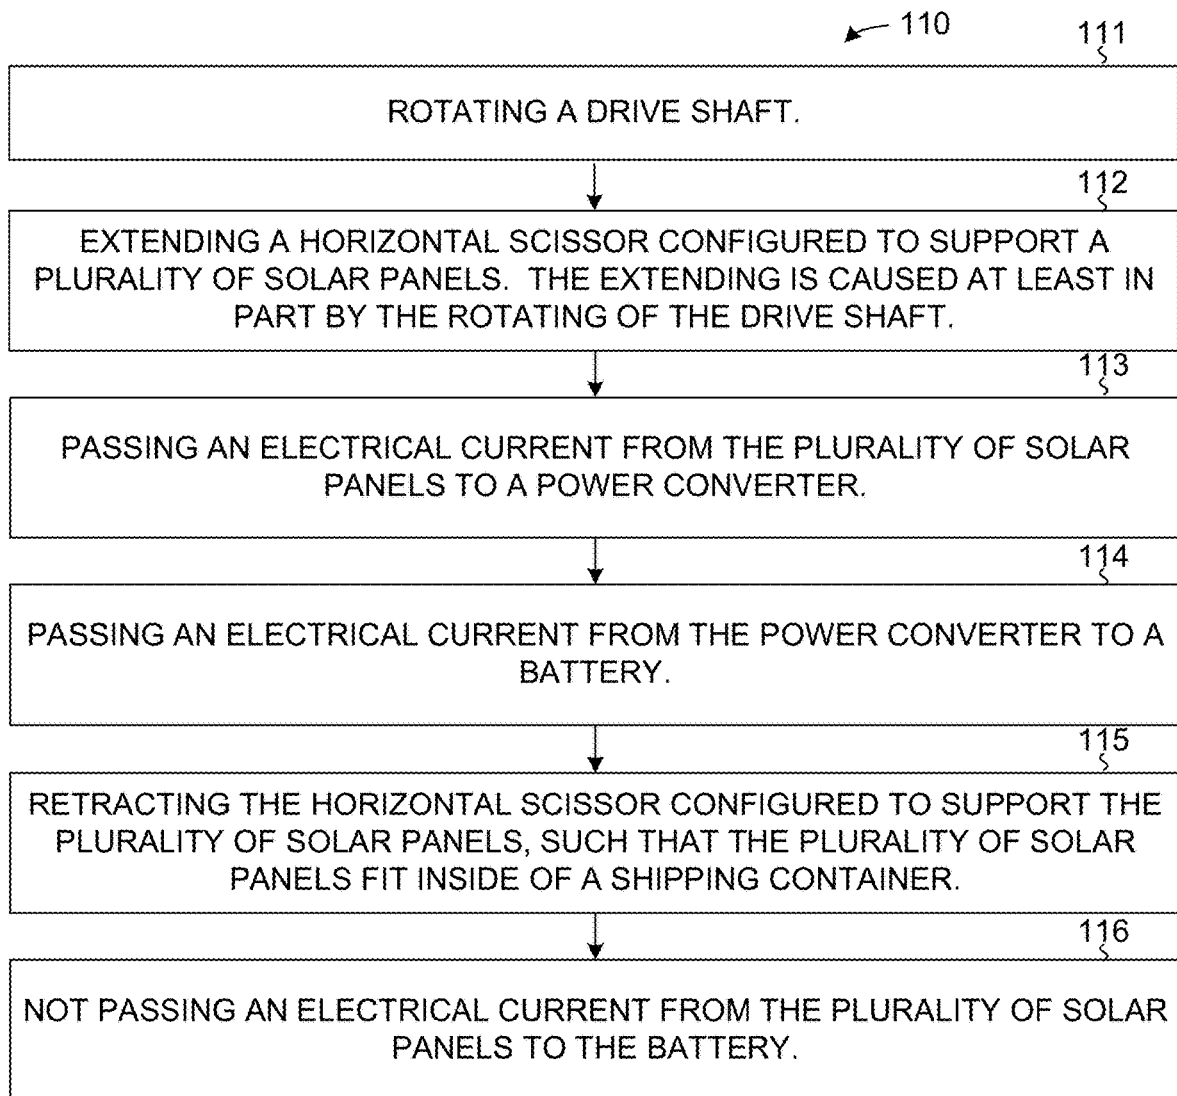 110
111
ROTATING A DRIVE SHAFT.
112
EXTENDING A HORIZONTAL SCISSOR CONFIGURED TO SUPPORT A
PLURALITY OF SOLAR PANELS.  THE EXTENDING IS CAUSED AT LEAST IN
PART BY THE ROTATING OF THE DRIVE SHAFT.
113
PASSING AN ELECTRICAL CURRENT FROM THE PLURALITY OF SOLAR
PANELS TO A POWER CONVERTER.
114
PASSING AN ELECTRICAL CURRENT FROM THE POWER CONVERTER TO A
BATTERY.
115
RETRACTING THE HORIZONTAL SCISSOR CONFIGURED TO SUPPORT THE
PLURALITY OF SOLAR PANELS, SUCH THAT THE PLURALITY OF SOLAR
PANELS FIT INSIDE OF A SHIPPING CONTAINER.
116
NOT PASSING AN ELECTRICAL CURRENT FROM THE PLURALITY OF SOLAR
PANELS TO THE BATTERY.